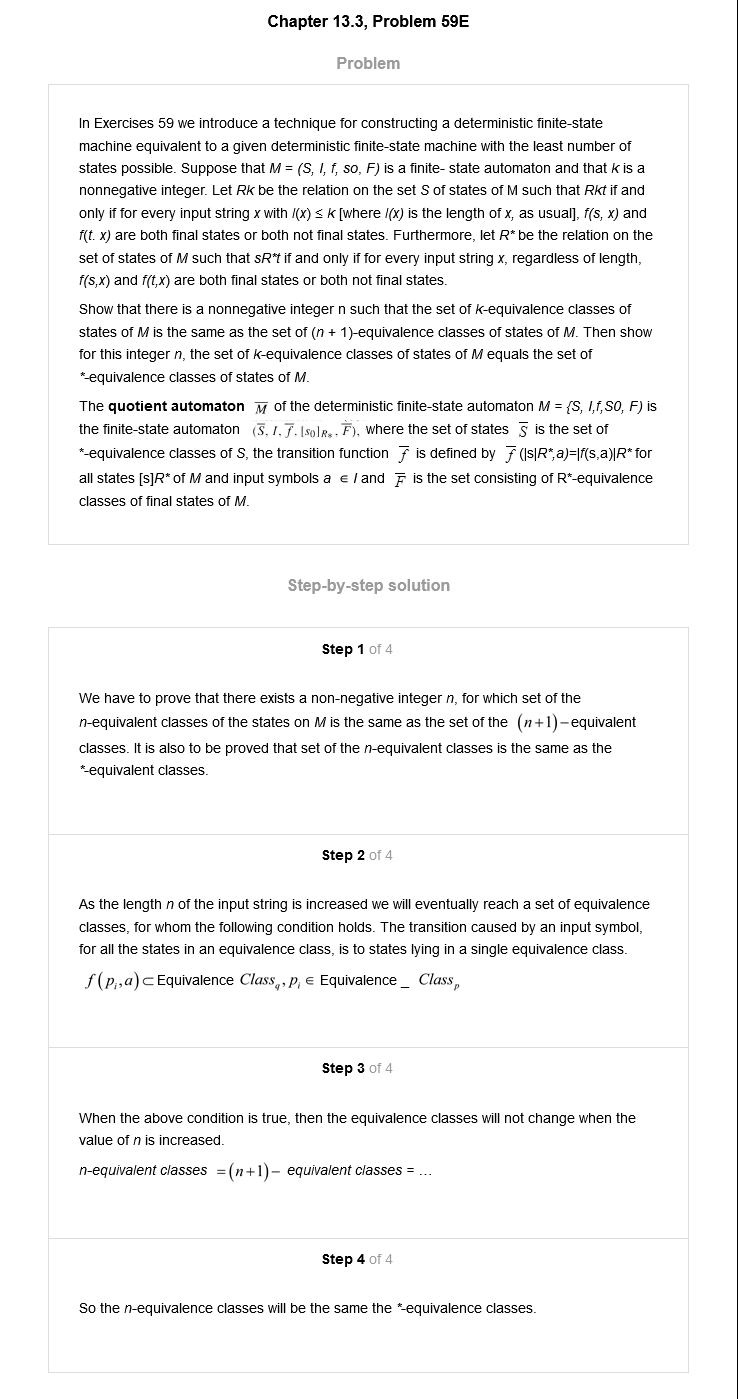 Chapter 13.3, Problem 59E
Problem
In Exercises 59 we introduce a technique for constructing a deterministic finite-state
machine equivalent to a given deterministic finite-state machine with the least number of
states possible. Suppose that M = (S, I, f, so, F) is a finite- state automaton and that k is a
nonnegative integer. Let Rk be the relation on the set S of states of M such that Rkt if and
only if for every input string x with l(x) ≤ k [where l(x) is the length of x, as usual], f(s, x) and
f(t. x) are both final states or both not final states. Furthermore, let R* be the relation on the
set of states of M such that sR*t if and only if for every input string x, regardless of length,
f(s,x) and f(t,x) are both final states or both not final states.
Show that there is a nonnegative integer n such that the set of k-equivalence classes of
states of M is the same as the set of (n + 1)-equivalence classes of states of M. Then show
for this integer n, the set of k-equivalence classes of states of M equals the set of
*-equivalence classes of states of M.
The quotient automaton M̅ of the deterministic finite-state automaton M = {S, I,f,S0, F) is
the finite-state automaton (S̅, I, f̅, [s₀]R*, F̅), where the set of states S̅ is the set of
*-equivalence classes of S, the transition function f̅ is defined by f̅ (|s|R*,a)=|f(s,a)|R* for
all states [s]R* of M and input symbols a ∈ I and F̅ is the set consisting of R*-equivalence
classes of final states of M.
Step-by-step solution
Step 1 of 4
We have to prove that there exists a non-negative integer n, for which set of the
n-equivalent classes of the states on M is the same as the set of the (n+1)−equivalent
classes. It is also to be proved that set of the n-equivalent classes is the same as the
*-equivalent classes.
Step 2 of 4
As the length n of the input string is increased we will eventually reach a set of equivalence
classes, for whom the following condition holds. The transition caused by an input symbol,
for all the states in an equivalence class, is to states lying in a single equivalence class.
f(pᵢ,a)⊂Equivalence Class_q, pᵢ ∈ Equivalence _ Classₚ
Step 3 of 4
When the above condition is true, then the equivalence classes will not change when the
value of n is increased.
n-equivalent classes =(n+1)− equivalent classes = …
Step 4 of 4
So the n-equivalence classes will be the same the *-equivalence classes.